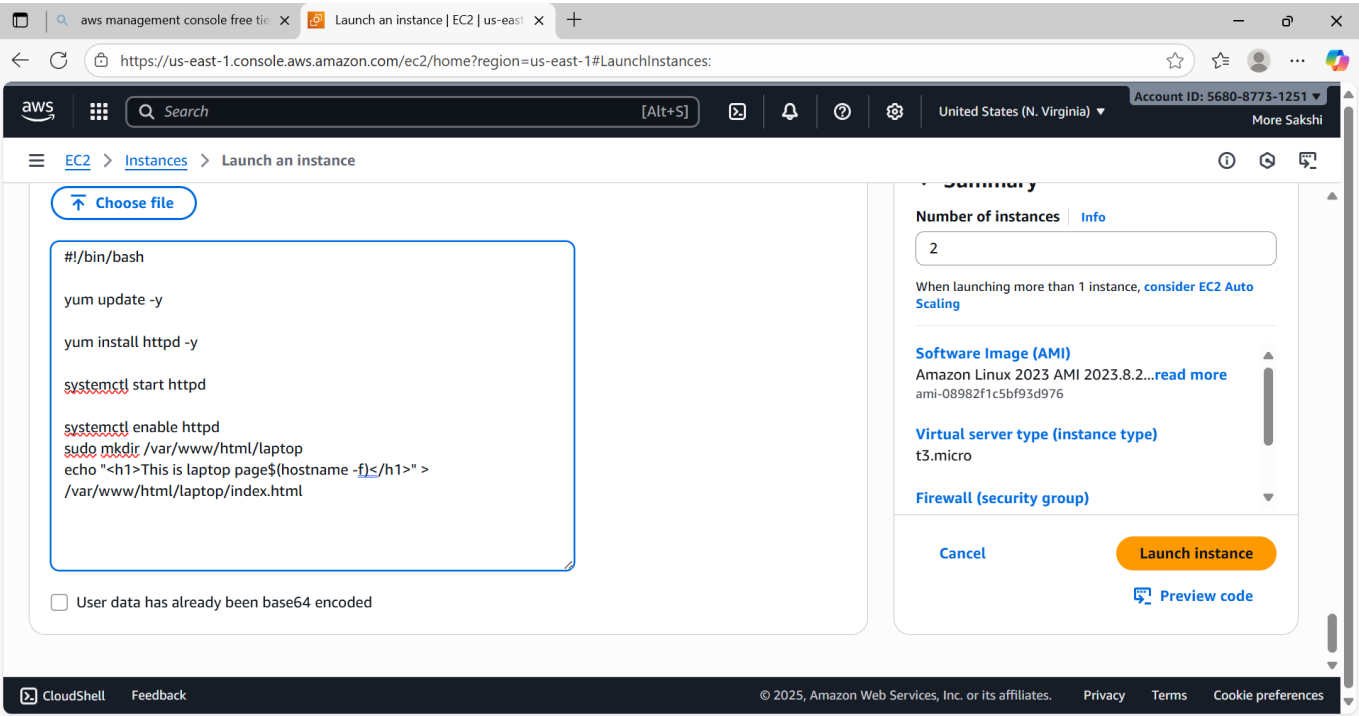 aws management console free tie
Launch an instance | EC2 | us-east
https://us-east-1.console.aws.amazon.com/ec2/home?region=us-east-1#LaunchInstances:
aws
Search
[Alt+S]
United States (N. Virginia)
Account ID: 5680-8773-1251
More Sakshi
EC2 > Instances > Launch an instance
Choose file
#!/bin/bash
yum update -y
yum install httpd -y
systemctl start httpd
systemctl enable httpd
sudo mkdir /var/www/html/laptop
echo "<h1>This is laptop page$(hostname -f)</h1>" >
/var/www/html/laptop/index.html
User data has already been base64 encoded
Summary
Number of instances
Info
2
When launching more than 1 instance, consider EC2 Auto
Scaling
Software Image (AMI)
Amazon Linux 2023 AMI 2023.8.2...read more
ami-08982f1c5bf93d976
Virtual server type (instance type)
t3.micro
Firewall (security group)
Cancel
Launch instance
Preview code
CloudShell
Feedback
© 2025, Amazon Web Services, Inc. or its affiliates.
Privacy
Terms
Cookie preferences